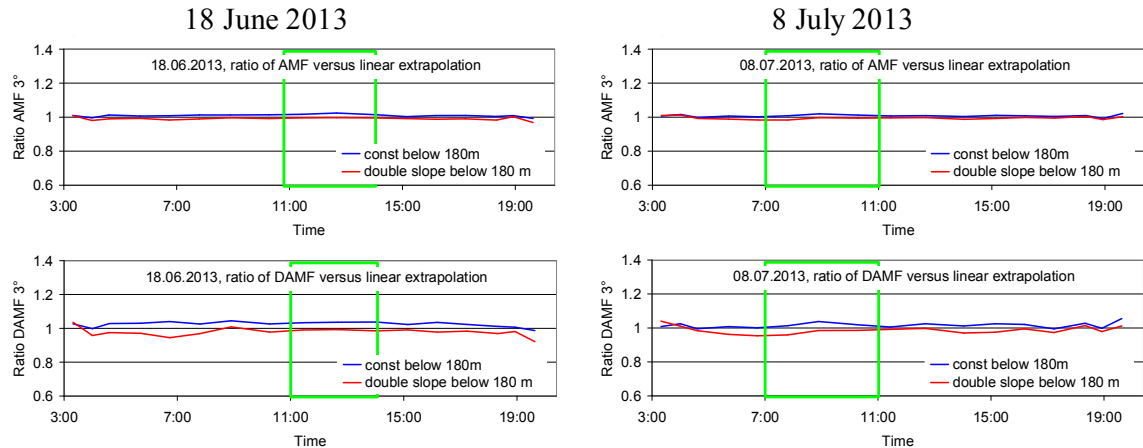 18 June 2013
8 July 2013
1.4
1.2
1
0.8
0.6
Ratio AMF 3°
18.06.2013, ratio of AMF versus linear extrapolation
const below 180m
double slope below 180 m
3:00 7:00 11:00 15:00 19:00
Time
1.4
1.2
1
0.8
0.6
Ratio AMF 3°
08.07.2013, ratio of AMF versus linear extrapolation
const below 180m
double slope below 180 m
3:00 7:00 11:00 15:00 19:00
Time
1.4
1.2
1
0.8
0.6
Ratio DAMF 3°
18.06.2013, ratio of DAMF versus linear extrapolation
const below 180m
double slope below 180 m
3:00 7:00 11:00 15:00 19:00
Time
1.4
1.2
1
0.8
0.6
Ratio DAMF 3°
08.07.2013, ratio of DAMF versus linear extrapolation
const below 180m
double slope below 180 m
3:00 7:00 11:00 15:00 19:00
Time